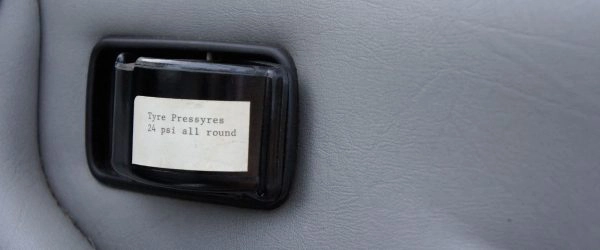 Tyre Pressyres
24 psi all round